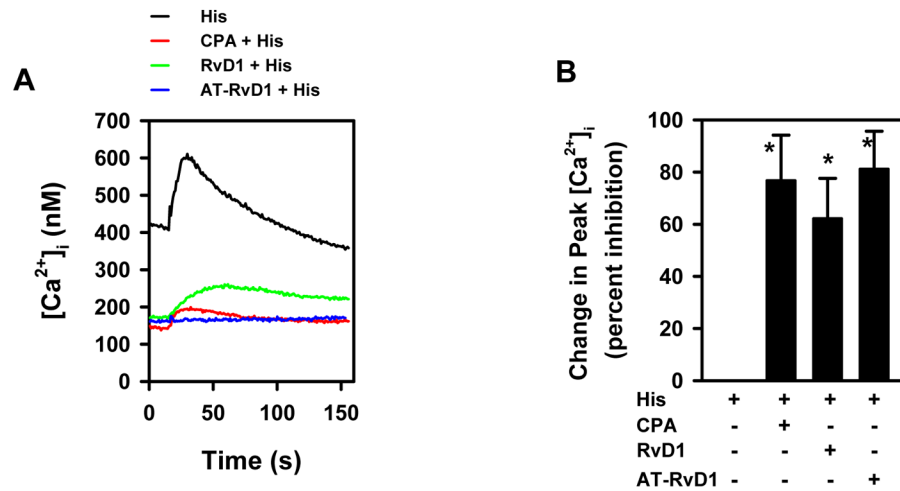 His
CPA + His
RvD1 + His
AT-RvD1 + His
A
700
600
500
400
300
200
100
0
[Ca2+]i (nM)
0 50 100 150
Time (s)
B
100
80
60
40
20
0
Change in Peak [Ca2+]i
(percent inhibition)
* * *
His + + + +
CPA - + - -
RvD1 - - + -
AT-RvD1 - - - +